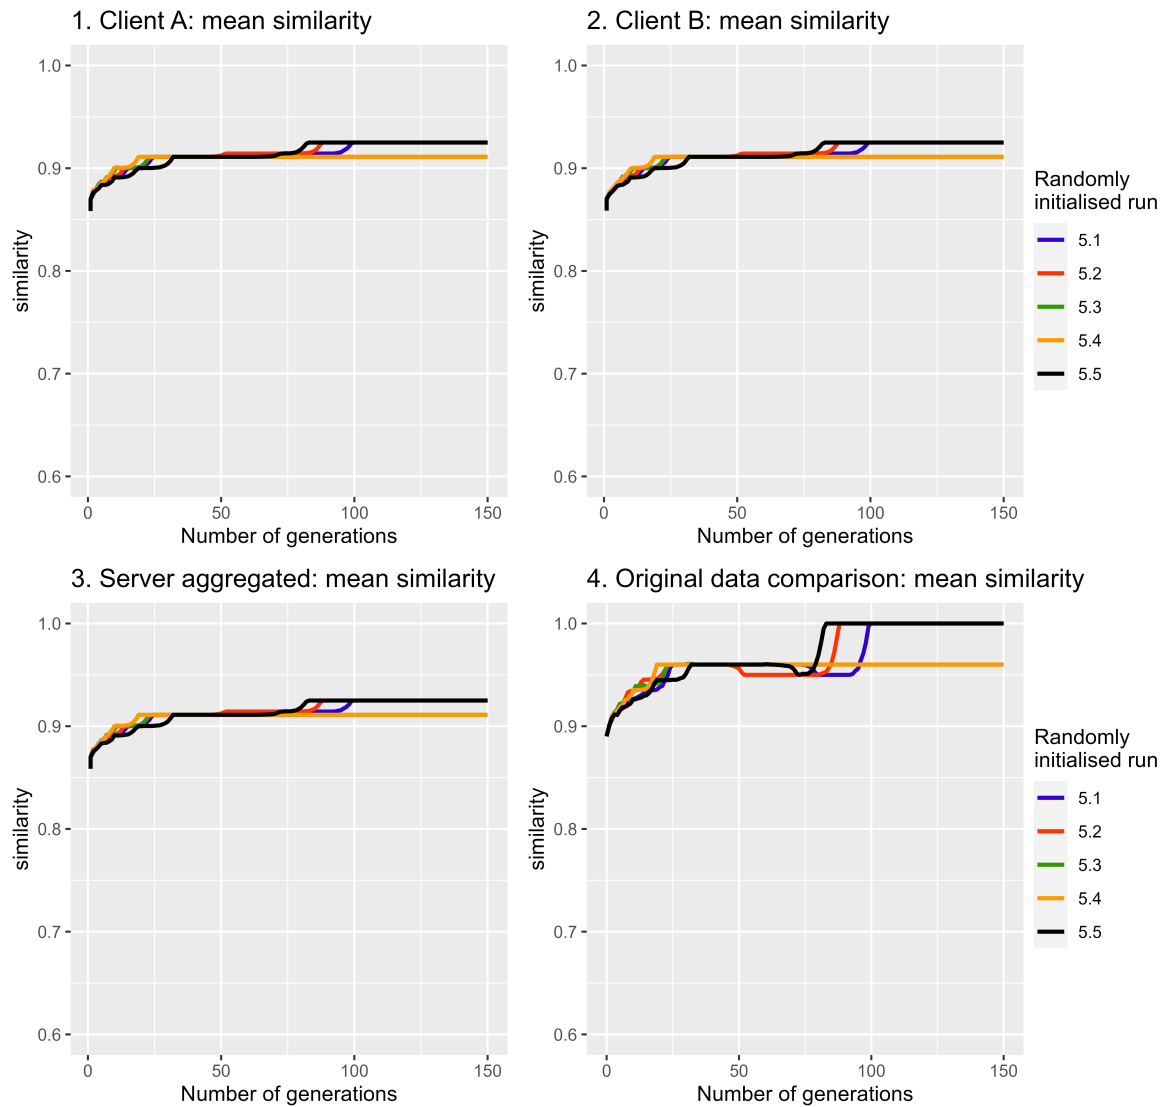 1. Client A: mean similarity
1.0
0.9
0.8
0.7
0.6
similarity
0
50
100
150
Number of generations
2. Client B: mean similarity
1.0
0.9
0.8
0.7
0.6
similarity
0
50
100
150
Number of generations
Randomly
initialised run
5.1
5.2
5.3
5.4
5.5
3. Server aggregated: mean similarity
1.0
0.9
0.8
0.7
0.6
similarity
0
50
100
150
Number of generations
4. Original data comparison: mean similarity
1.0
0.9
0.8
0.7
0.6
similarity
0
50
100
150
Number of generations
Randomly
initialised run
5.1
5.2
5.3
5.4
5.5